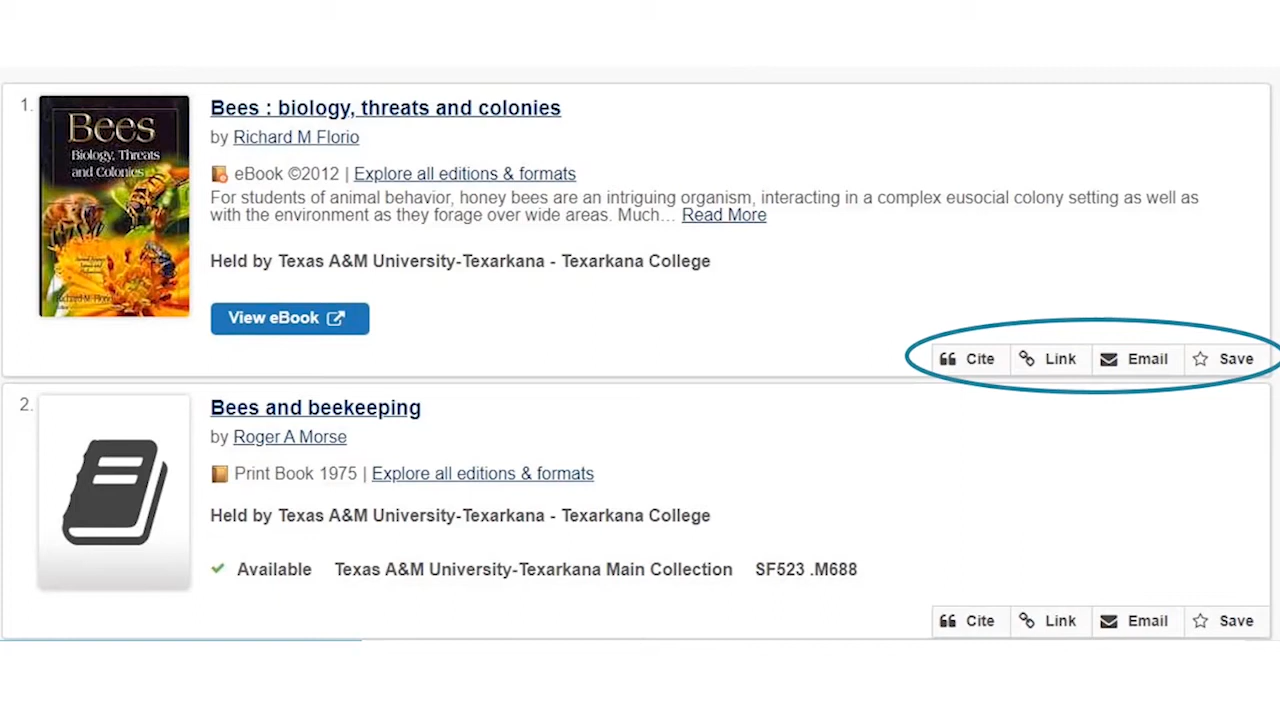 1.
Bees
Biology, Threats
and Colonies
Bees : biology, threats and colonies
by Richard M Florio
eBook ©2012 | Explore all editions & formats
For students of animal behavior, honey bees are an intriguing organism, interacting in a complex eusocial colony setting as well as
with the environment as they forage over wide areas. Much… Read More
Held by Texas A&M University-Texarkana - Texarkana College
View eBook
Cite Link Email Save
2.
Bees and beekeeping
by Roger A Morse
Print Book 1975 | Explore all editions & formats
Held by Texas A&M University-Texarkana - Texarkana College
Available Texas A&M University-Texarkana Main Collection SF523 .M688
Cite Link Email Save